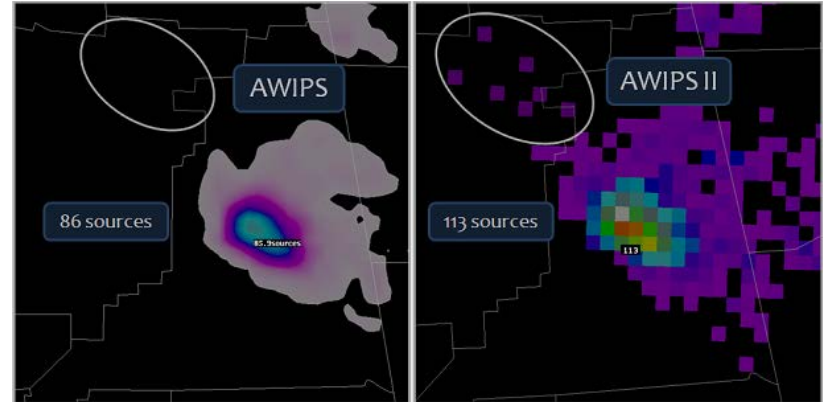 AWIPS
86 sources
85.9sources
AWIPS II
113 sources
113